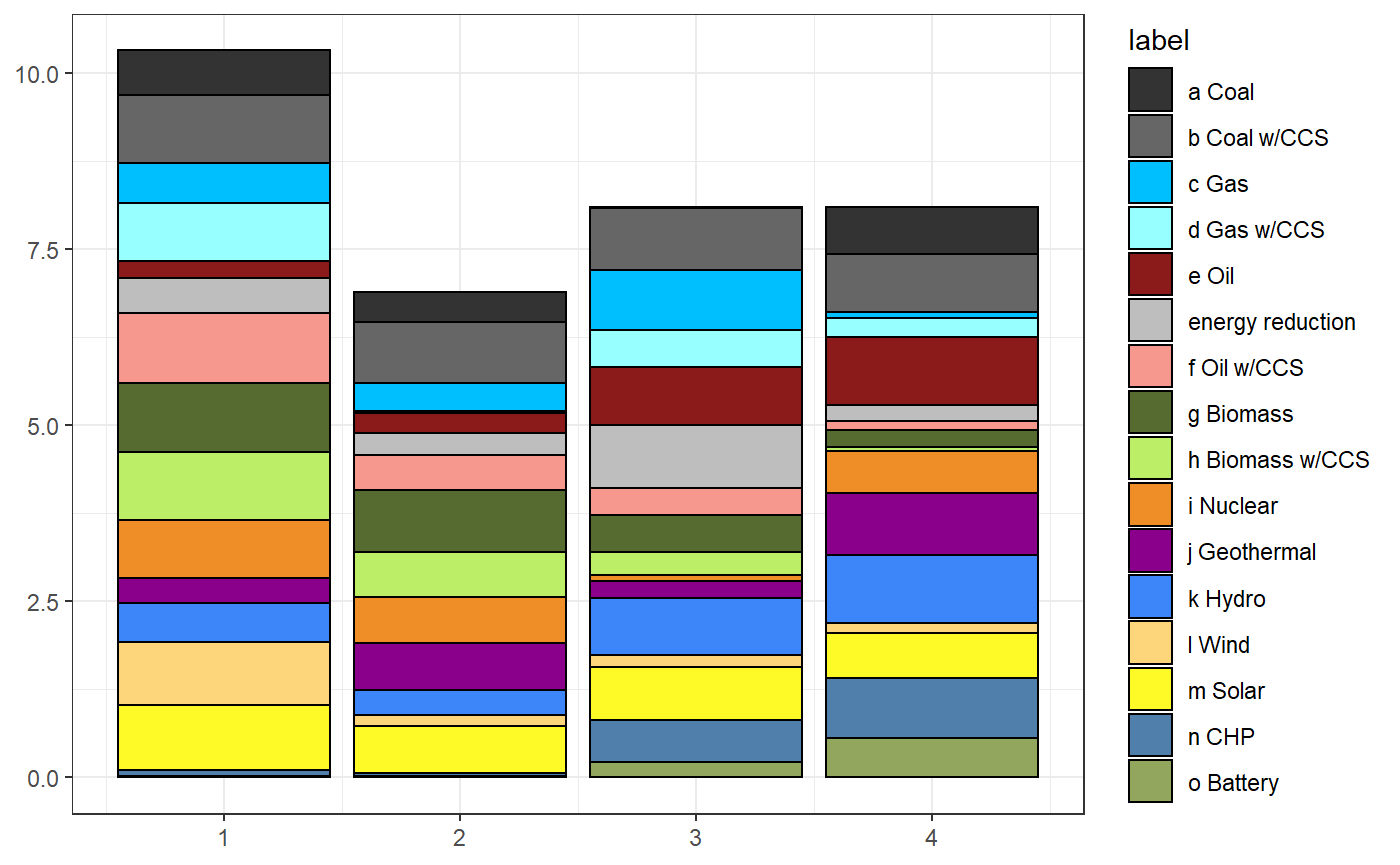 label
10.0
7.5
5.0
2.5
0.0
1
2
3
4
a Coal
b Coal w/CCS
c Gas
d Gas w/CCS
e Oil
energy reduction
f Oil w/CCS
g Biomass
h Biomass w/CCS
i Nuclear
j Geothermal
k Hydro
l Wind
m Solar
n CHP
o Battery